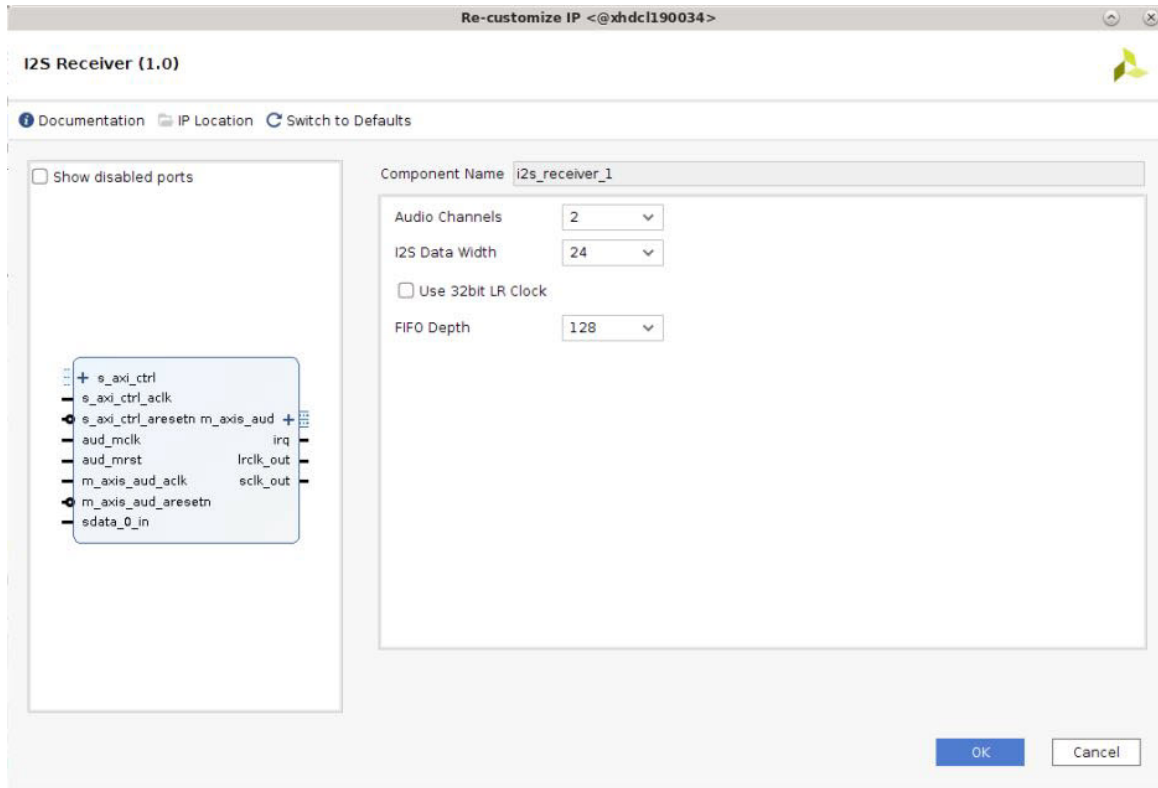 Re-customize IP <@xhdcl190034>
I2S Receiver (1.0)
Documentation IP Location Switch to Defaults
Show disabled ports
s_axi_ctrl
s_axi_ctrl_aclk
s_axi_ctrl_aresetn m_axis_aud
aud_mclk irq
aud_mrst lrclk_out
m_axis_aud_aclk sclk_out
m_axis_aud_aresetn
sdata_0_in
Component Name i2s_receiver_1
Audio Channels 2
I2S Data Width 24
Use 32bit LR Clock
FIFO Depth 128
OK Cancel